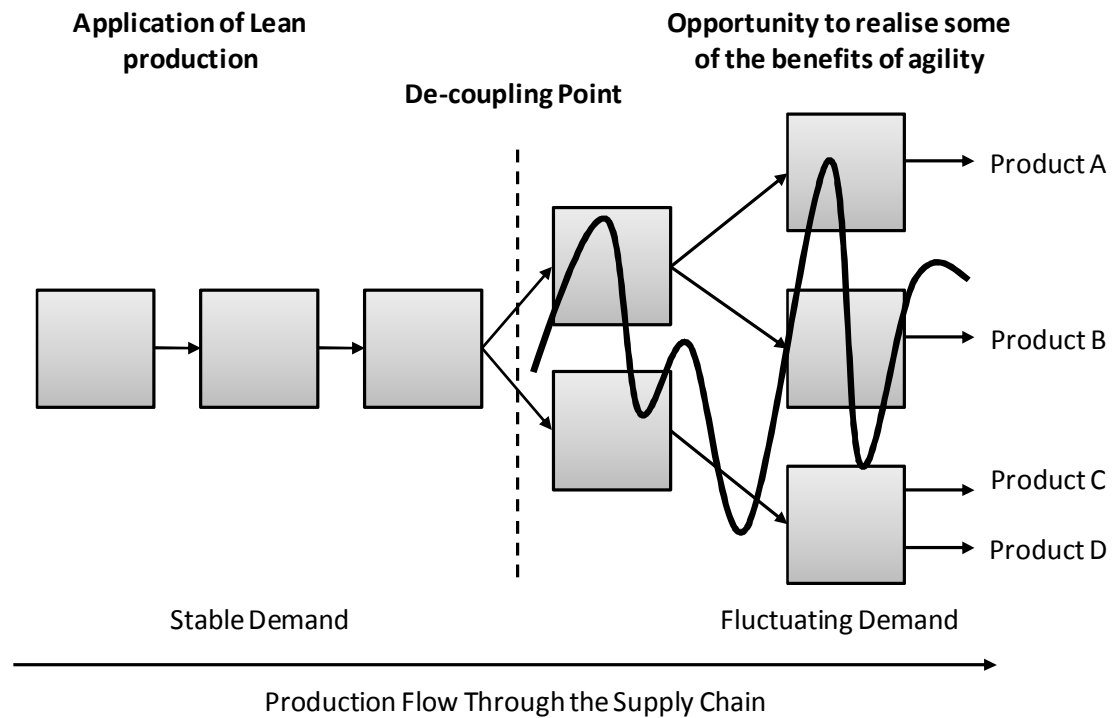 Application of Lean
production
Opportunity to realise some
of the benefits of agility
De-coupling Point
Product A
Product B
Product C
Product D
Stable Demand
Fluctuating Demand
Production Flow Through the Supply Chain